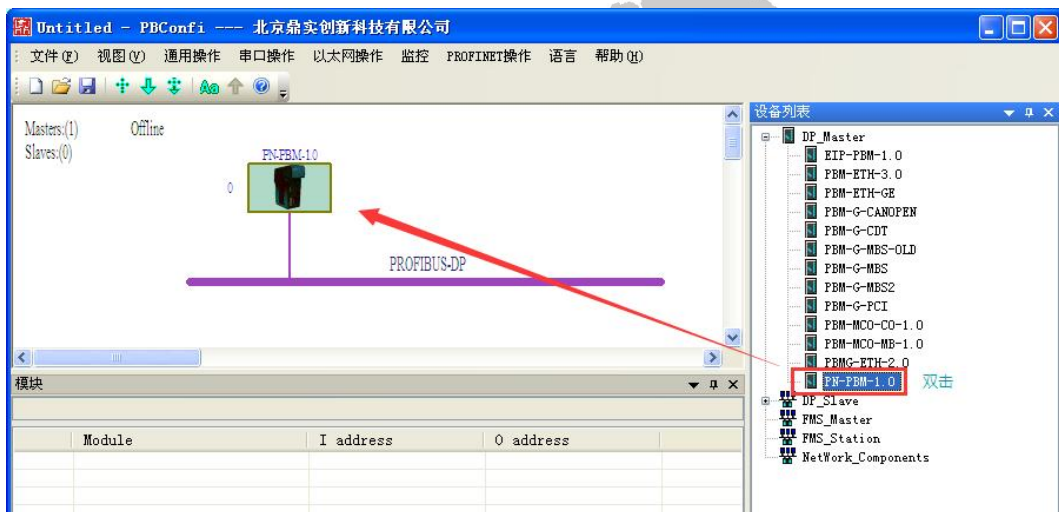 Untitled - PBConfi --- 北京鼎实创新科技有限公司
文件(F) 视图(V) 通用操作 串口操作 以太网操作 监控 PROFINET操作 语言 帮助(H)
Masters:(1) Offline
Slaves:(0)
PN-PBM-1.0
0
PROFIBUS-DP
模块
Module I address O address
设备列表
DP_Master
EIP-PBM-1.0
PBM-ETH-3.0
PBM-ETH-GE
PBM-G-CANOPEN
PBM-G-CDT
PBM-G-MBS-OLD
PBM-G-MBS
PBM-G-MBS2
PBM-G-PCI
PBM-MCO-CO-1.0
PBM-MCO-MB-1.0
PBMG-ETH-2.0
PN-PBM-1.0 双击
DP_Slave
FMS_Master
FMS_Station
NetWork_Components